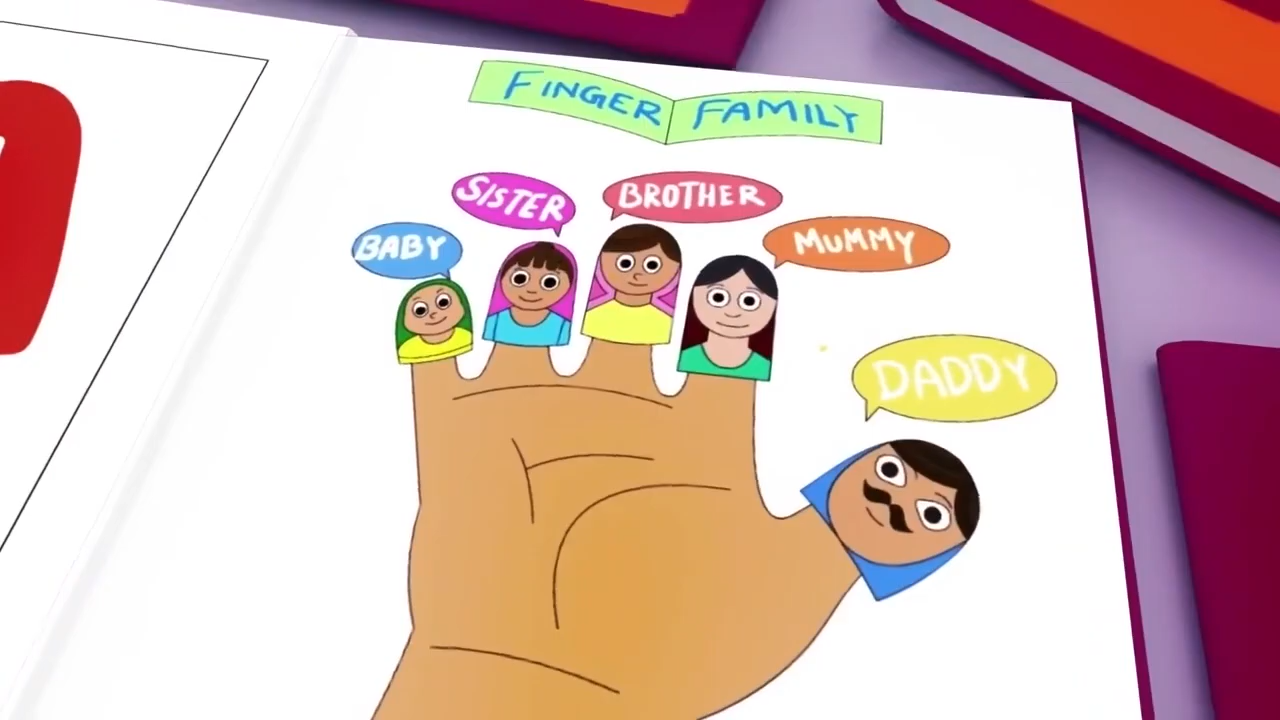 FINGER FAMILY
SISTER
BROTHER
BABY
MUMMY
DADDY